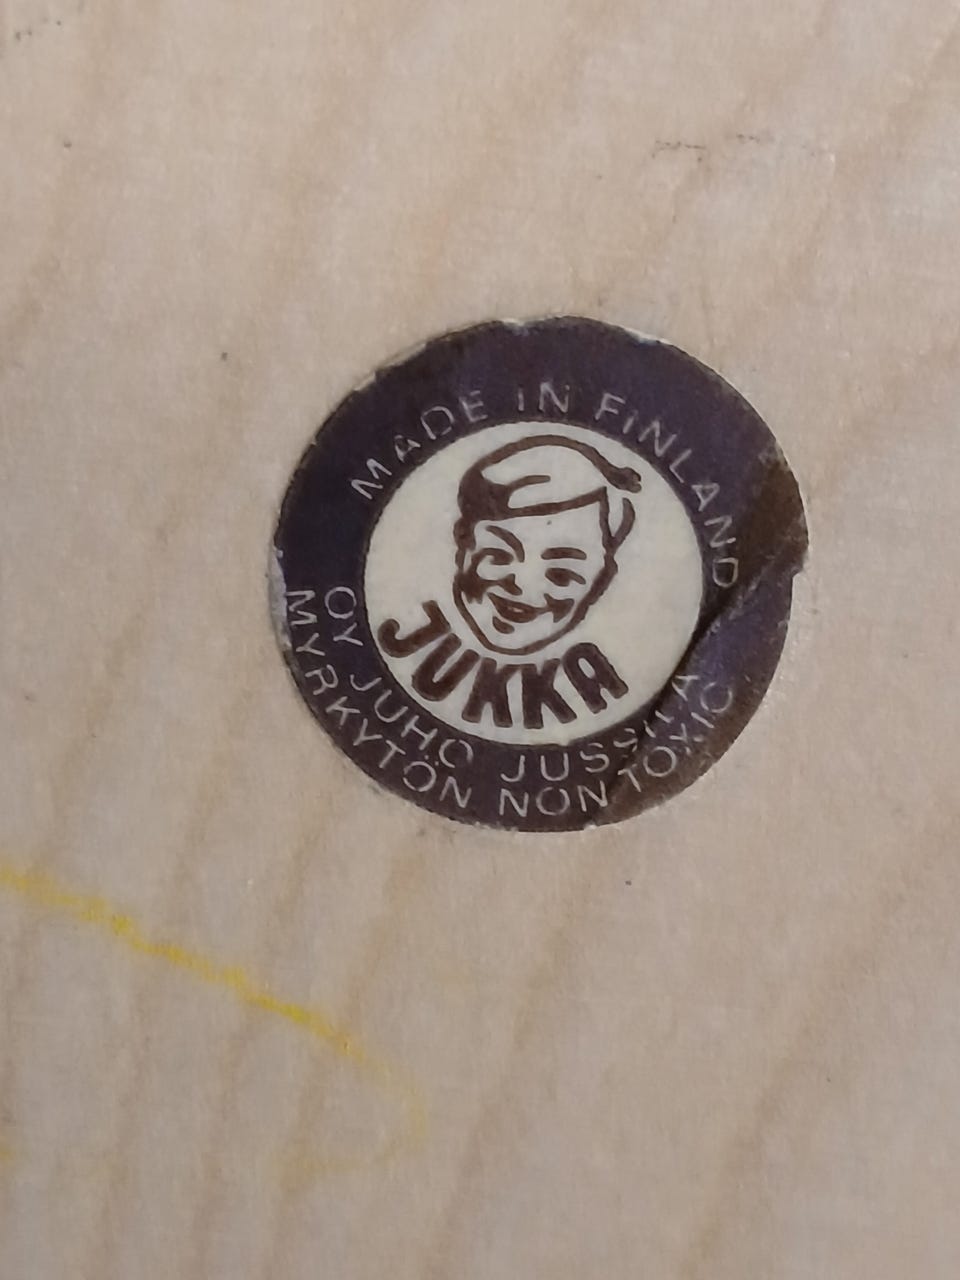 MADE IN FINLAND
JUKKA
OY JUHO JUSSILA
MYRKYTÖN NON TOXIC